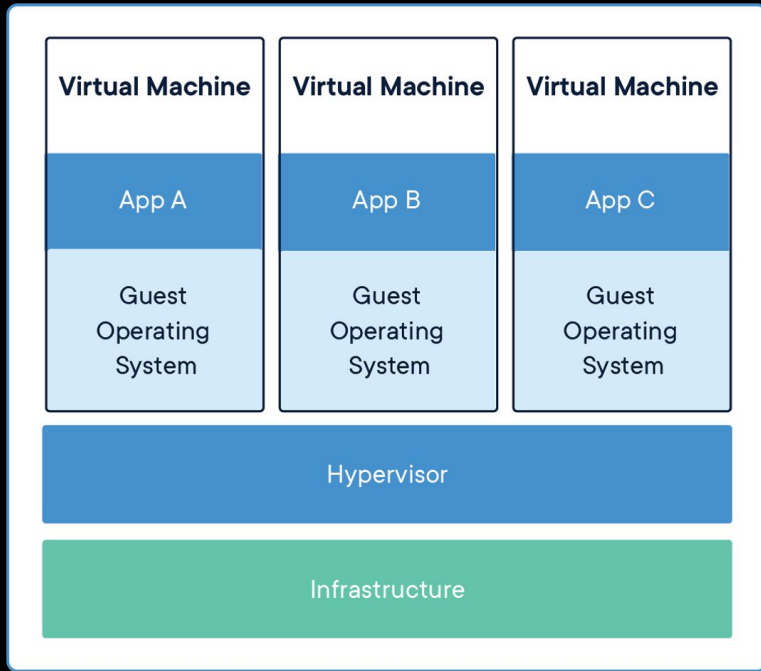 Virtual Machine
App A
Guest
Operating
System
Virtual Machine
App B
Guest
Operating
System
Virtual Machine
App C
Guest
Operating
System
Hypervisor
Infrastructure